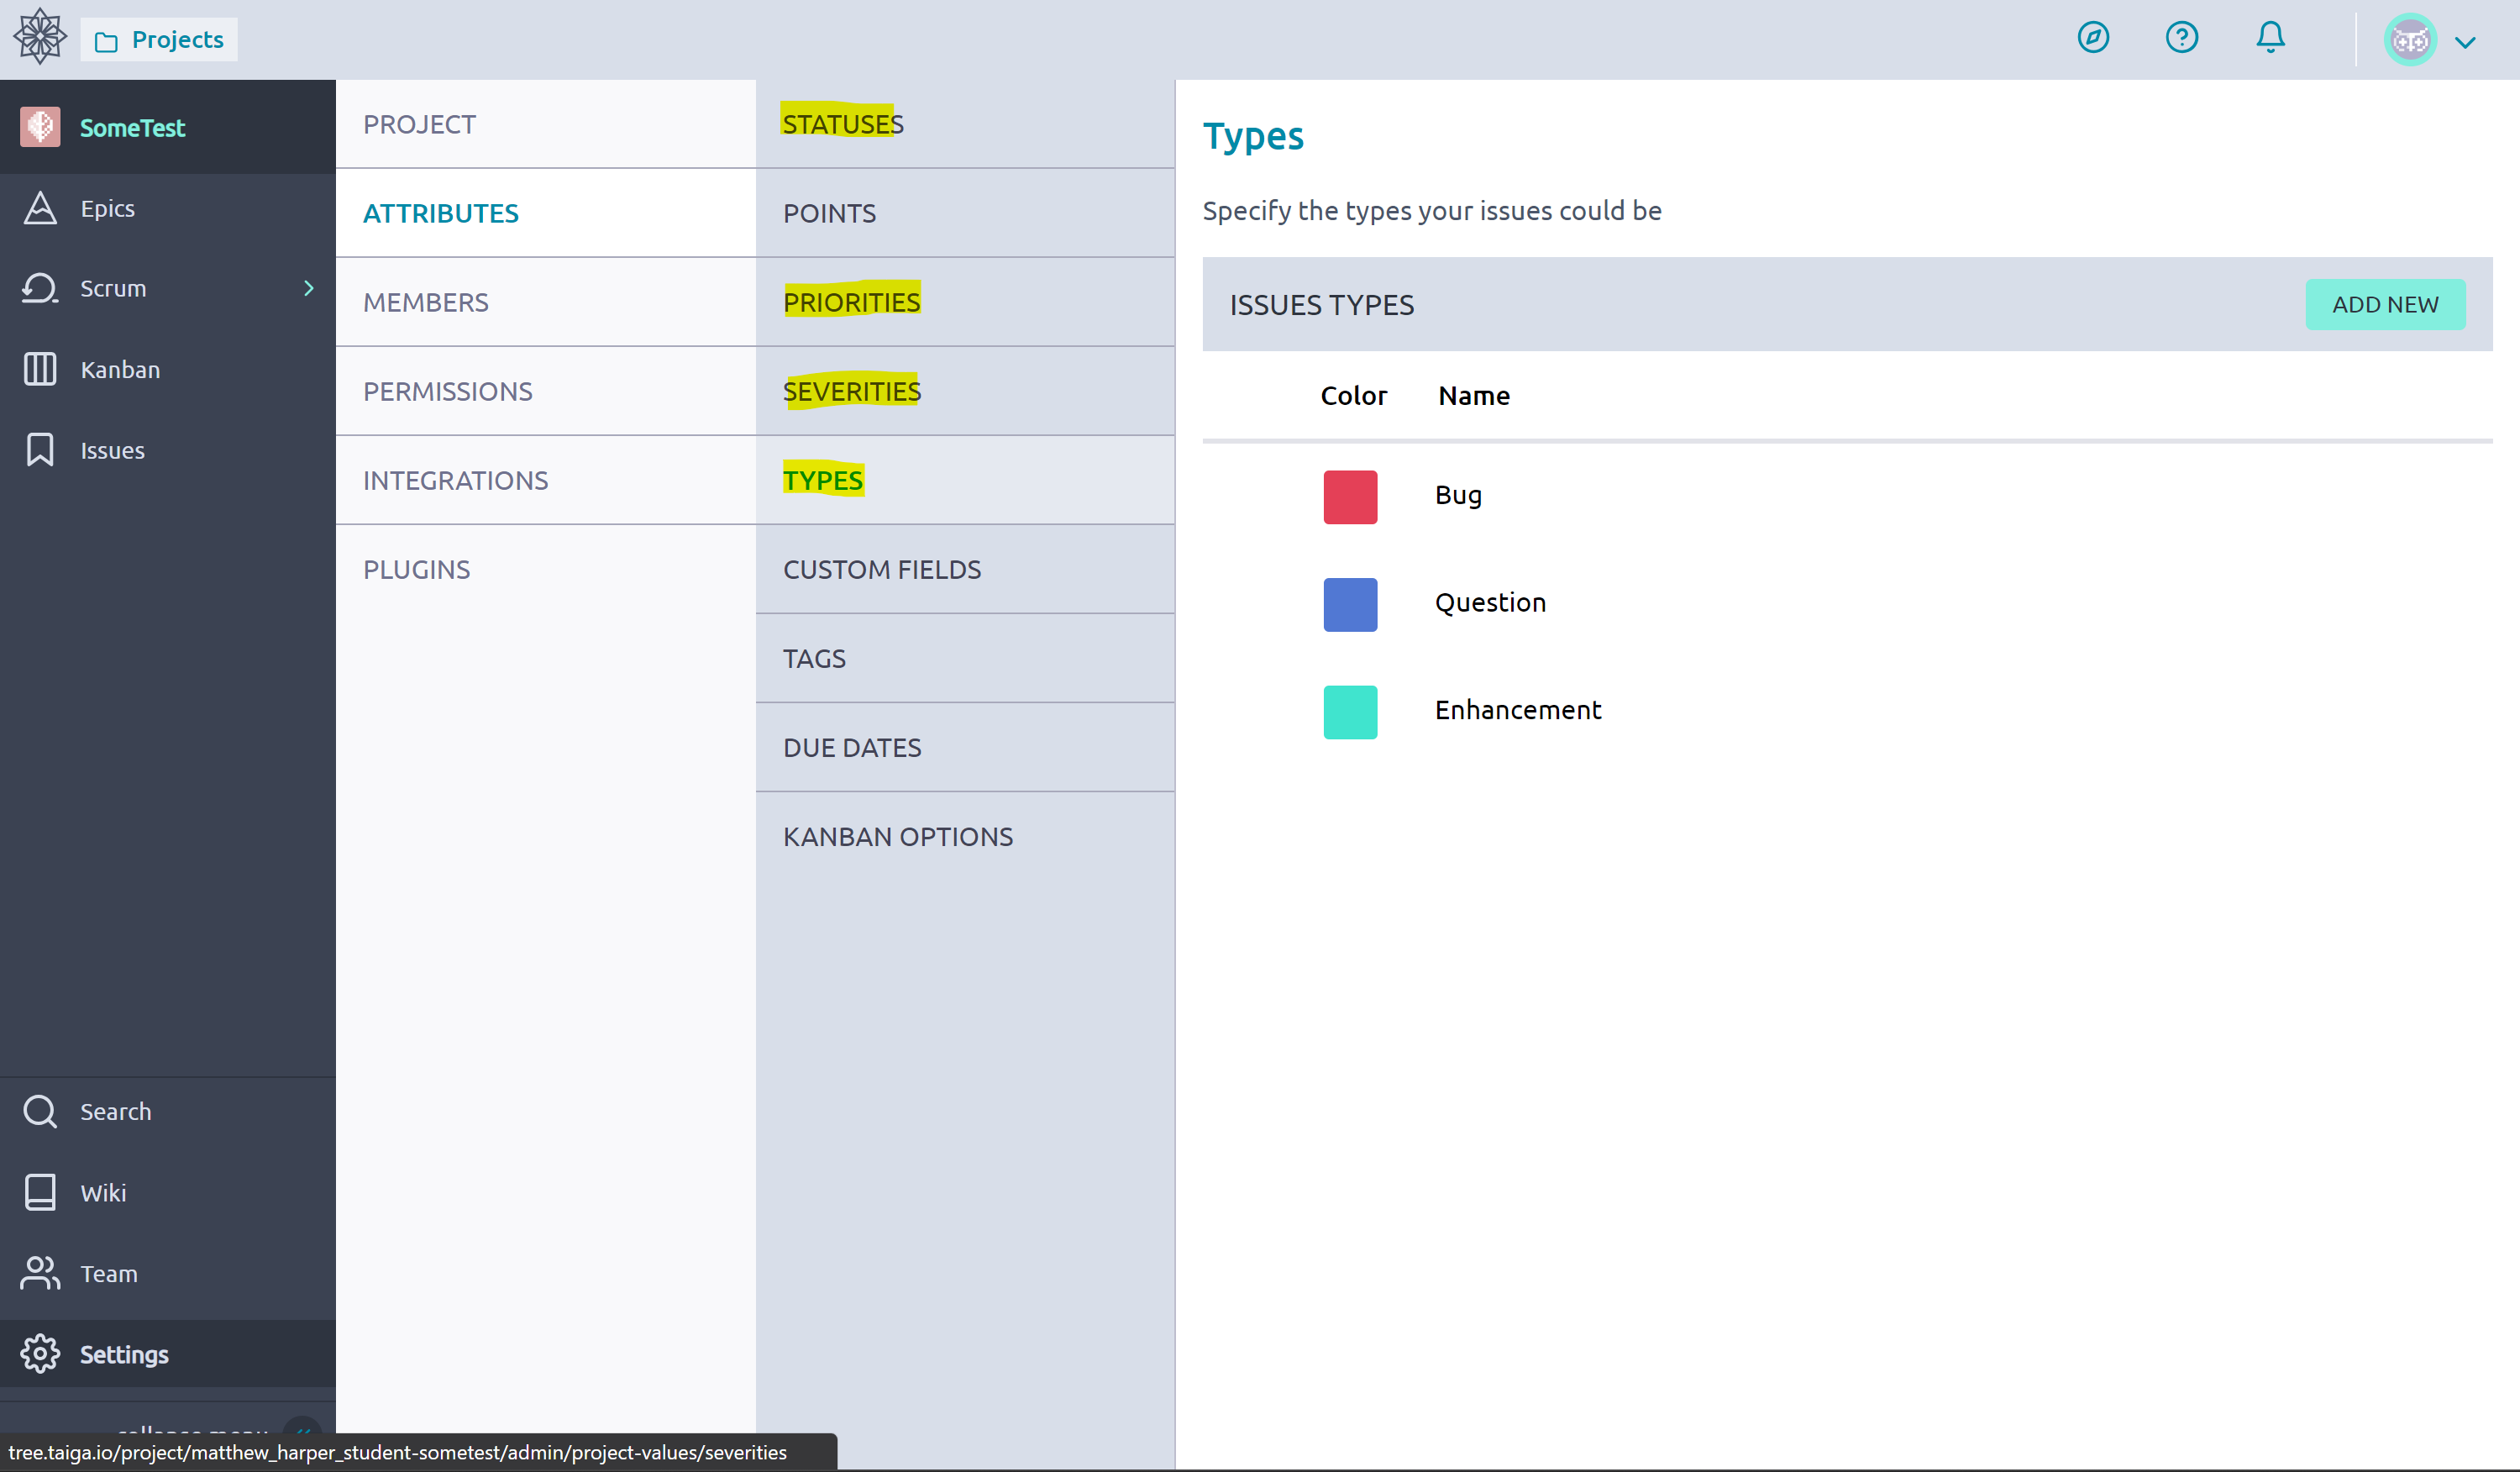 Projects
SomeTest
Epics
Scrum
Kanban
Issues
Search
Wiki
Team
Settings
collapse menu
PROJECT
ATTRIBUTES
MEMBERS
PERMISSIONS
INTEGRATIONS
PLUGINS
STATUSES
POINTS
PRIORITIES
SEVERITIES
TYPES
CUSTOM FIELDS
TAGS
DUE DATES
KANBAN OPTIONS
Types
Specify the types your issues could be
ISSUES TYPES
ADD NEW
Color Name
Bug
Question
Enhancement
tree.taiga.io/project/matthew_harper_student-sometest/admin/project-values/severities